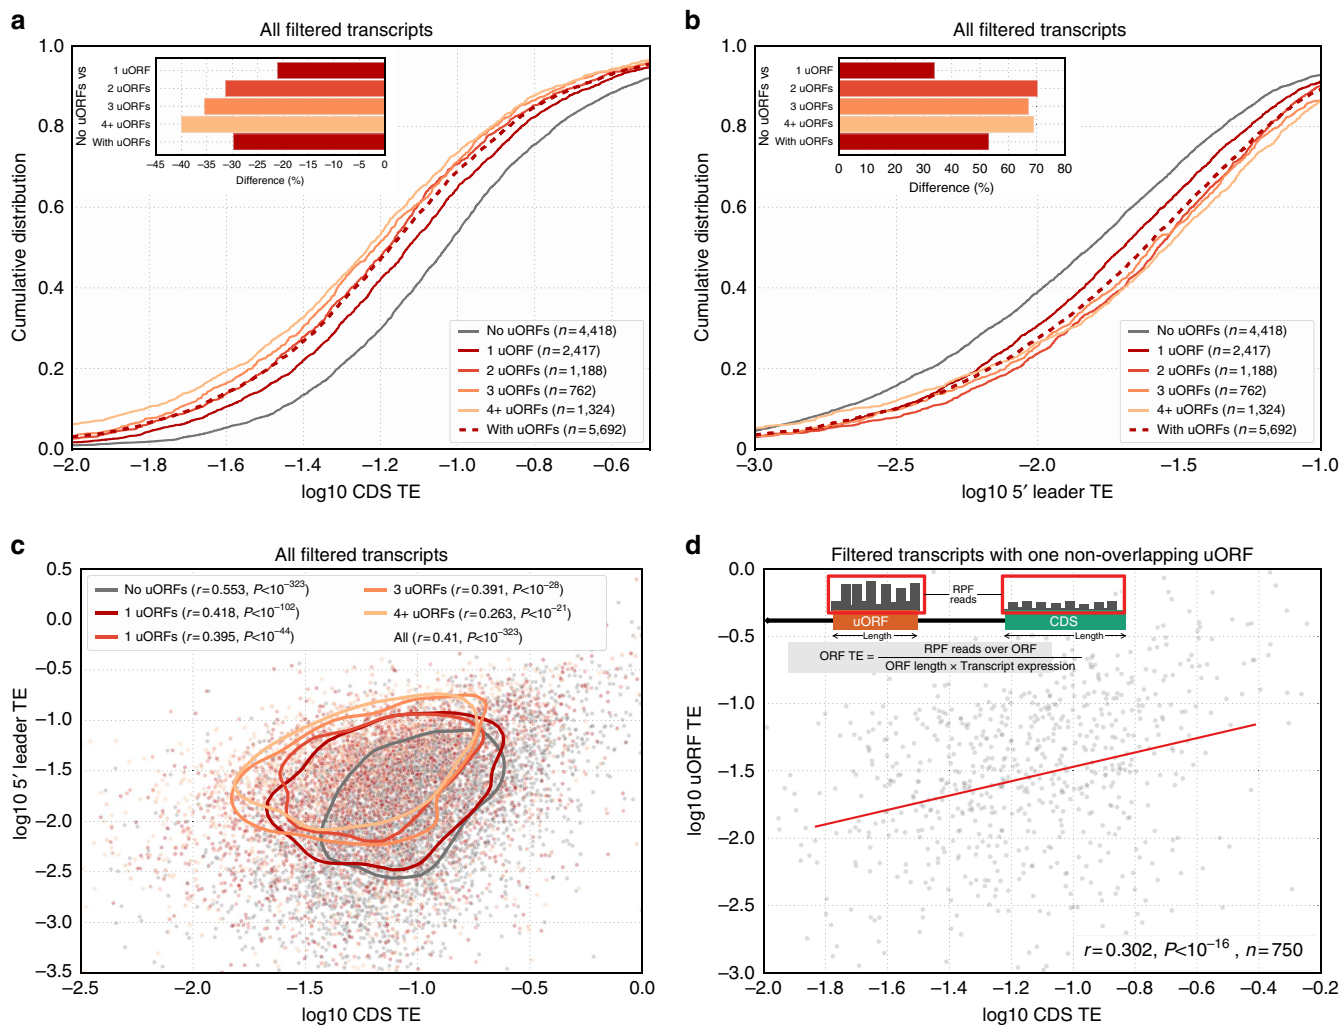 a
All filtered transcripts
No uORFs vs
1 uORF
2 uORFs
3 uORFs
4+ uORFs
With uORFs
−45 −40 −35 −30 −25 −20 −15 −10 −5 0
Difference (%)
Cumulative distribution
1.0
0.8
0.6
0.4
0.2
0.0
No uORFs (n=4,418)
1 uORF (n=2,417)
2 uORFs (n=1,188)
3 uORFs (n=762)
4+ uORFs (n=1,324)
With uORFs (n=5,692)
−2.0 −1.8 −1.6 −1.4 −1.2 −1.0 −0.8 −0.6
log10 CDS TE
b
All filtered transcripts
No uORFs vs
1 uORF
2 uORFs
3 uORFs
4+ uORFs
With uORFs
0 10 20 30 40 50 60 70 80
Difference (%)
Cumulative distribution
1.0
0.8
0.6
0.4
0.2
0.0
No uORFs (n=4,418)
1 uORF (n=2,417)
2 uORFs (n=1,188)
3 uORFs (n=762)
4+ uORFs (n=1,324)
With uORFs (n=5,692)
−3.0 −2.5 −2.0 −1.5 −1.0
log10 5′ leader TE
c
All filtered transcripts
No uORFs (r=0.553, P<10−323)
1 uORFs (r=0.418, P<10−102)
1 uORFs (r=0.395, P<10−44)
3 uORFs (r=0.391, P<10−28)
4+ uORFs (r=0.263, P<10−21)
All (r=0.41, P<10−323)
log10 5′ leader TE
0.5
0.0
−0.5
−1.0
−1.5
−2.0
−2.5
−3.0
−3.5
−2.5 −2.0 −1.5 −1.0 −0.5 0.0
log10 CDS TE
d
Filtered transcripts with one non-overlapping uORF
RPF reads
uORF
CDS
Length
Length
ORF TE =
RPF reads over ORF
ORF length × Transcript expression
log10 uORF TE
0.0
−0.5
−1.0
−1.5
−2.0
−2.5
−3.0
r=0.302, P<10−16 , n=750
−2.0 −1.8 −1.6 −1.4 −1.2 −1.0 −0.8 −0.6 −0.4 −0.2
log10 CDS TE